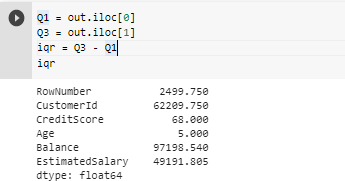 Q1 = out.iloc[0]
Q3 = out.iloc[1]
iqr = Q3 - Q1
iqr
RowNumber 2499.750
CustomerId 62209.750
CreditScore 68.000
Age 5.000
Balance 97198.540
EstimatedSalary 49191.805
dtype: float64